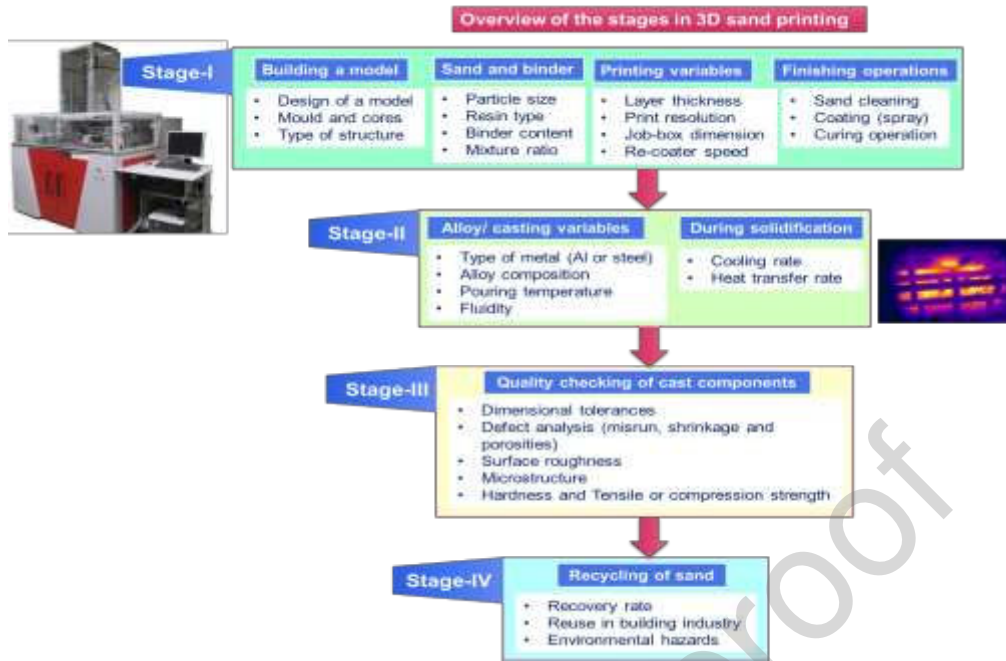 Overview of the stages in 3D sand printing
Stage-I
Building a model
• Design of a model
• Mould and cores
• Type of structure
Sand and binder
• Particle size
• Resin type
• Binder content
• Mixture ratio
Printing variables
• Layer thickness
• Print resolution
• Job-box dimension
• Re-coater speed
Finishing operations
• Sand cleaning
• Coating (spray)
• Curing operation
Stage-II
Alloy/ casting variables
• Type of metal (Al or steel)
• Alloy composition
• Pouring temperature
• Fluidity
During solidification
• Cooling rate
• Heat transfer rate
Stage-III
Quality checking of cast components
• Dimensional tolerances
• Defect analysis (misrun, shrinkage and
porosities)
• Surface roughness
• Microstructure
• Hardness and Tensile or compression strength
Stage-IV
Recycling of sand
• Recovery rate
• Reuse in building industry
• Environmental hazards
roof